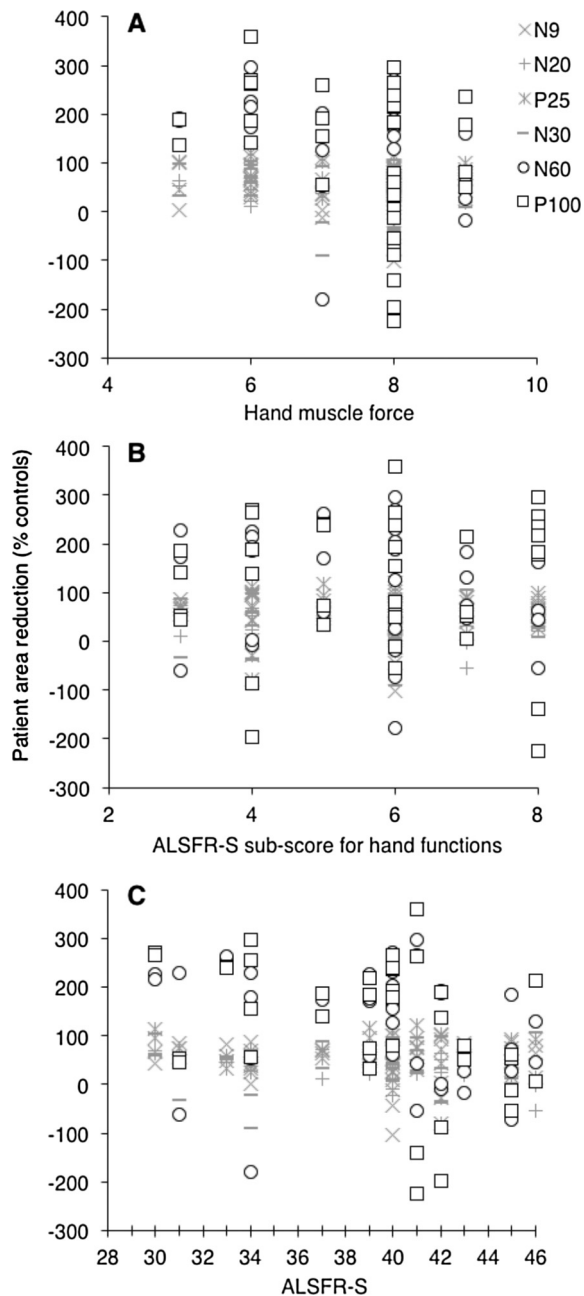 A
400
300
200
100
0
-100
-200
-300
4 6 8 10
Hand muscle force
N9
N20
P25
N30
N60
P100
Patient area reduction (% controls)
B
400
300
200
100
0
-100
-200
-300
2 4 6 8
ALSFR-S sub-score for hand functions
C
400
300
200
100
0
-100
-200
-300
28 30 32 34 36 38 40 42 44 46
ALSFR-S